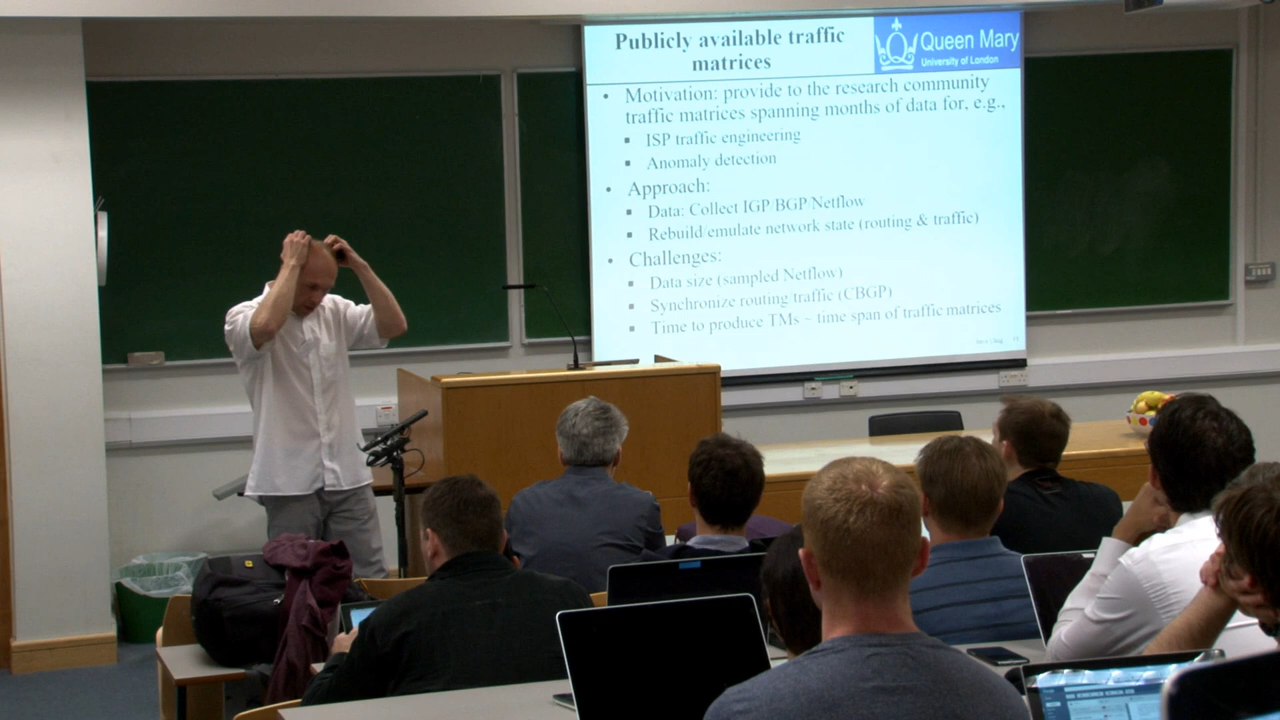 Publicly available traffic
matrices
Queen Mary
University of London
• Motivation: provide to the research community
traffic matrices spanning months of data for, e.g.,
▪ ISP traffic engineering
▪ Anomaly detection
• Approach:
▪ Data: Collect IGP/BGP/Netflow
▪ Rebuild/emulate network state (routing & traffic)
• Challenges:
▪ Data size (sampled Netflow)
▪ Synchronize routing/traffic (CBGP)
▪ Time to produce TMs ~ time span of traffic matrices